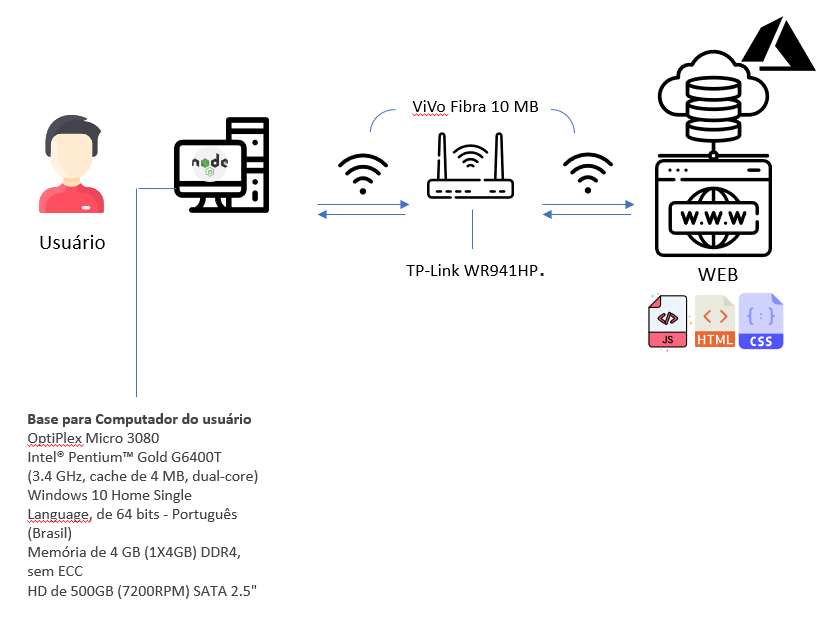 ViVo Fibra 10 MB
node
JS
Usuário
TP-Link WR941HP.
W.W.W
WEB
JS
HTML
{ : }
CSS
Base para Computador do usuário
OptiPlex Micro 3080
Intel® Pentium™ Gold G6400T
(3.4 GHz, cache de 4 MB, dual-core)
Windows 10 Home Single
Language, de 64 bits - Português
(Brasil)
Memória de 4 GB (1X4GB) DDR4,
sem ECC
HD de 500GB (7200RPM) SATA 2.5"